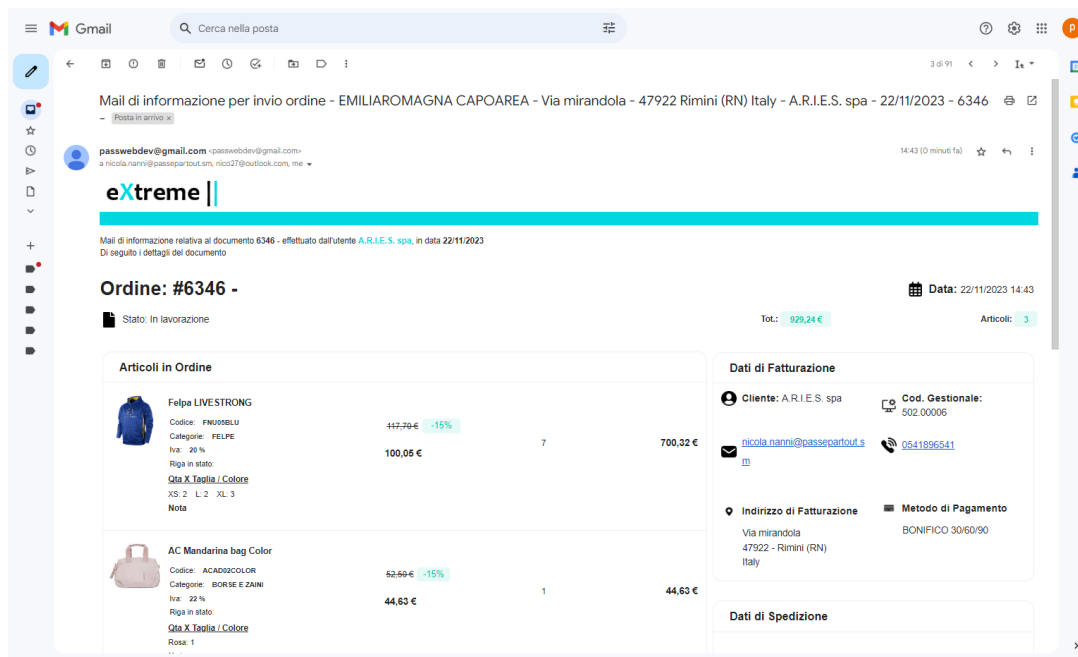 Gmail
Cerca nella posta
P
3 di 91
Mail di informazione per invio ordine - EMILIAROMAGNA CAPOAREA - Via mirandola - 47922 Rimini (RN) Italy - A.R.I.E.S. spa - 22/11/2023 - 6346
Posta in arrivo ×
passwebdev@gmail.com <passwebdev@gmail.com>
14:43 (0 minuti fa)
a nicola.nanni@passepartout.sm, nico27@outlook.com, me
eXtreme ||
Mail di informazione relativa al documento 6346 - effettuato dall'utente A.R.I.E.S. spa, in data 22/11/2023
Di seguito i dettagli del documento
Ordine: #6346 -
Data: 22/11/2023 14:43
Stato: In lavorazione
Tot.: 929,24 €
Articoli: 3
Articoli in Ordine
Felpa LIVESTRONG
Codice: FNU05BLU
Categorie: FELPE
Iva: 20 %
Riga in stato:
Qta X Taglia / Colore
XS: 2 L: 2 XL: 3
Nota
117,70 € -15%
100,05 €
7
700,32 €
AC Mandarina bag Color
Codice: ACAD02COLOR
Categorie: BORSE E ZAINI
Iva: 22 %
Riga in stato:
Qta X Taglia / Colore
Rosa: 1
52,50 € -15%
44,63 €
1
44,63 €
Dati di Fatturazione
Cliente: A.R.I.E.S. spa
Cod. Gestionale:
502.00006
nicola.nanni@passepartout.s
m
0541896541
Indirizzo di Fatturazione
Via mirandola
47922 - Rimini (RN)
Italy
Metodo di Pagamento
BONIFICO 30/60/90
Dati di Spedizione